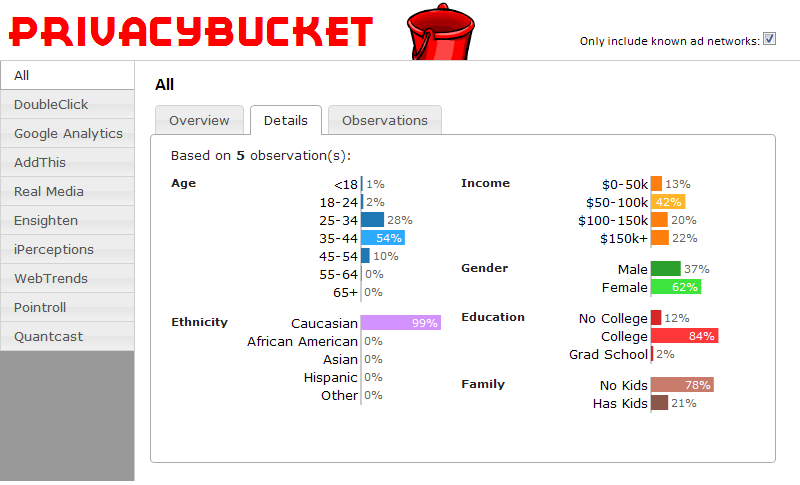 PRIVACYBUCKET
Only include known ad networks:
All
DoubleClick
Google Analytics
AddThis
Real Media
Ensighten
iPerceptions
WebTrends
Pointroll
Quantcast
All
Overview Details Observations
Based on 5 observation(s):
Age
<18 1%
18-24 2%
25-34 28%
35-44 54%
45-54 10%
55-64 0%
65+ 0%
Ethnicity
Caucasian 99%
African American 0%
Asian 0%
Hispanic 0%
Other 0%
Income
$0-50k 13%
$50-100k 42%
$100-150k 20%
$150k+ 22%
Gender
Male 37%
Female 62%
Education
No College 12%
College 84%
Grad School 2%
Family
No Kids 78%
Has Kids 21%